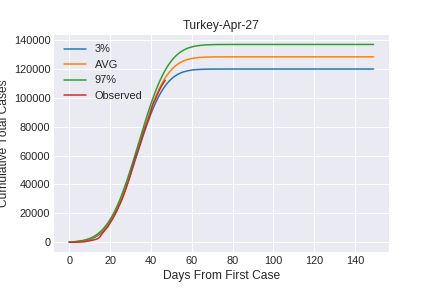 Turkey-Apr-27
3%
AVG
97%
Observed
140000
120000
100000
80000
60000
40000
20000
0
Cumulative Total Cases
0 20 40 60 80 100 120 140
Days From First Case